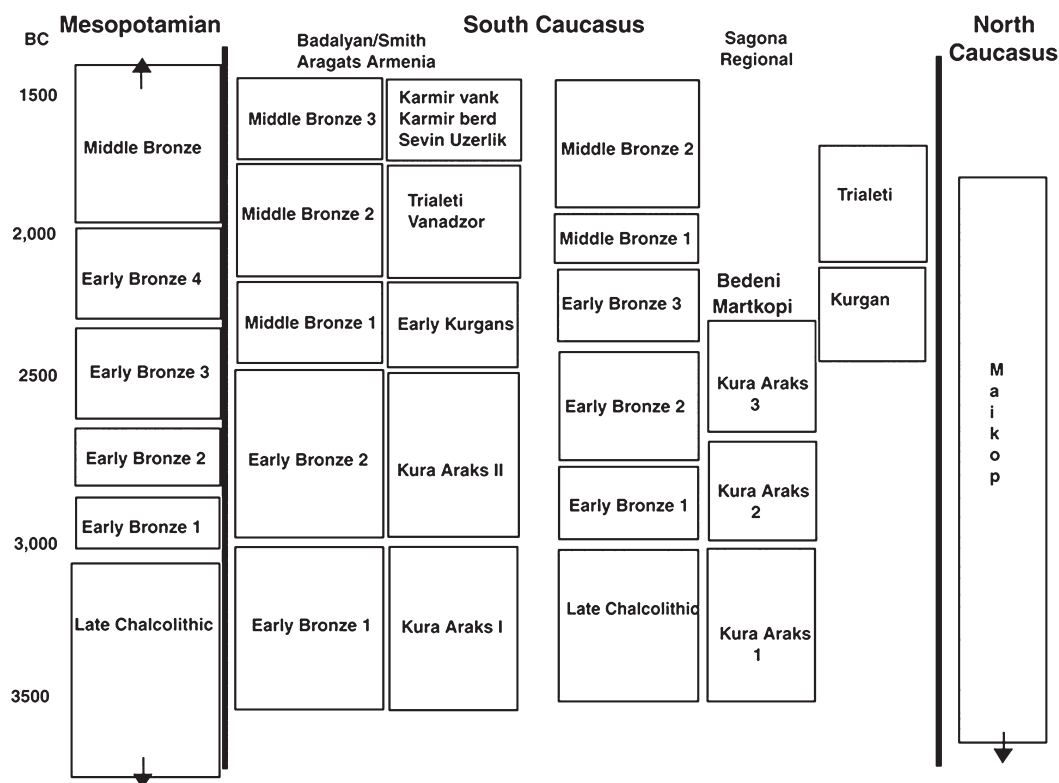 Mesopotamian
South Caucasus
North
Caucasus
BC
Badalyan/Smith
Aragats Armenia
Sagona
Regional
1500
2,000
2500
3,000
3500
Middle Bronze
Early Bronze 4
Early Bronze 3
Early Bronze 2
Early Bronze 1
Late Chalcolithic
Middle Bronze 3
Middle Bronze 2
Middle Bronze 1
Early Bronze 2
Early Bronze 1
Karmir vank
Karmir berd
Sevin Uzerlik
Trialeti
Vanadzor
Early Kurgans
Kura Araks II
Kura Araks I
Middle Bronze 2
Middle Bronze 1
Early Bronze 3
Early Bronze 2
Early Bronze 1
Late Chalcolithic
Bedeni
Martkopi
Kura Araks
3
Kura Araks
2
Kura Araks
1
Trialeti
Kurgan
Maikop